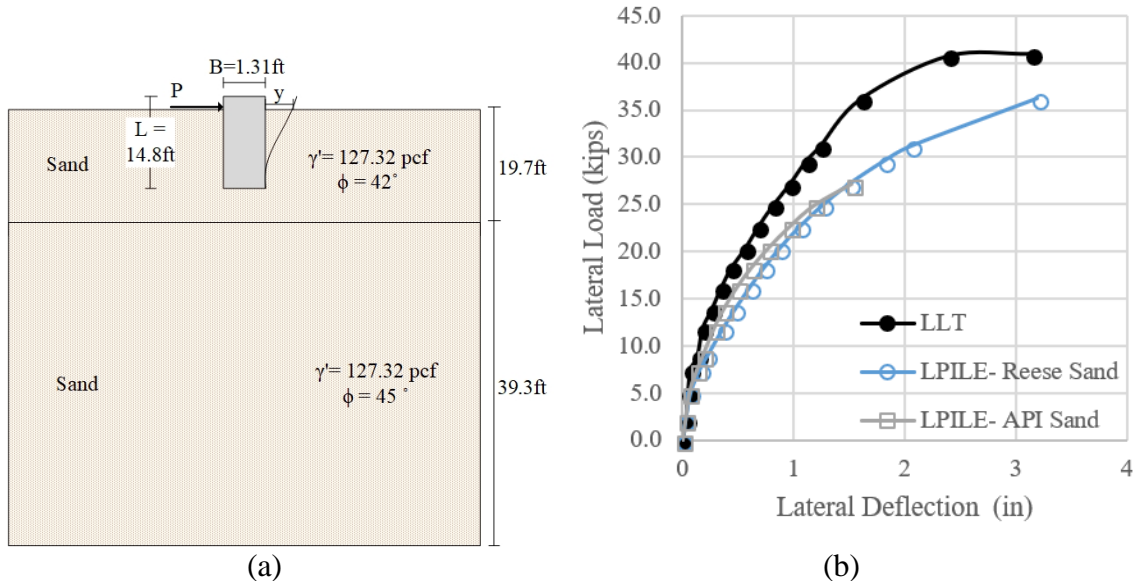 B=1.31ft
P
y
L =
14.8ft
Sand
γ'= 127.32 pcf
ϕ = 42˚
19.7ft
Sand
γ'= 127.32 pcf
ϕ = 45 ˚
39.3ft
(a)
Lateral Load (kips)
45.0
40.0
35.0
30.0
25.0
20.0
15.0
10.0
5.0
0.0
LLT
LPILE- Reese Sand
LPILE- API Sand
0 1 2 3 4
Lateral Deflection (in)
(b)